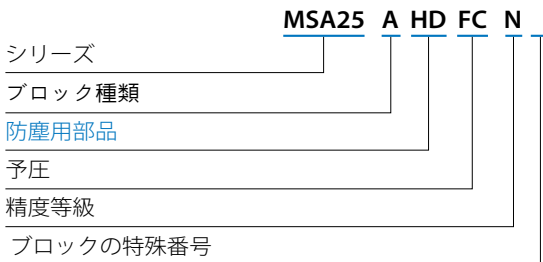 MSA25 A HD FC N
シリーズ
ブロック種類
防塵用部品
予圧
精度等級
ブロックの特殊番号